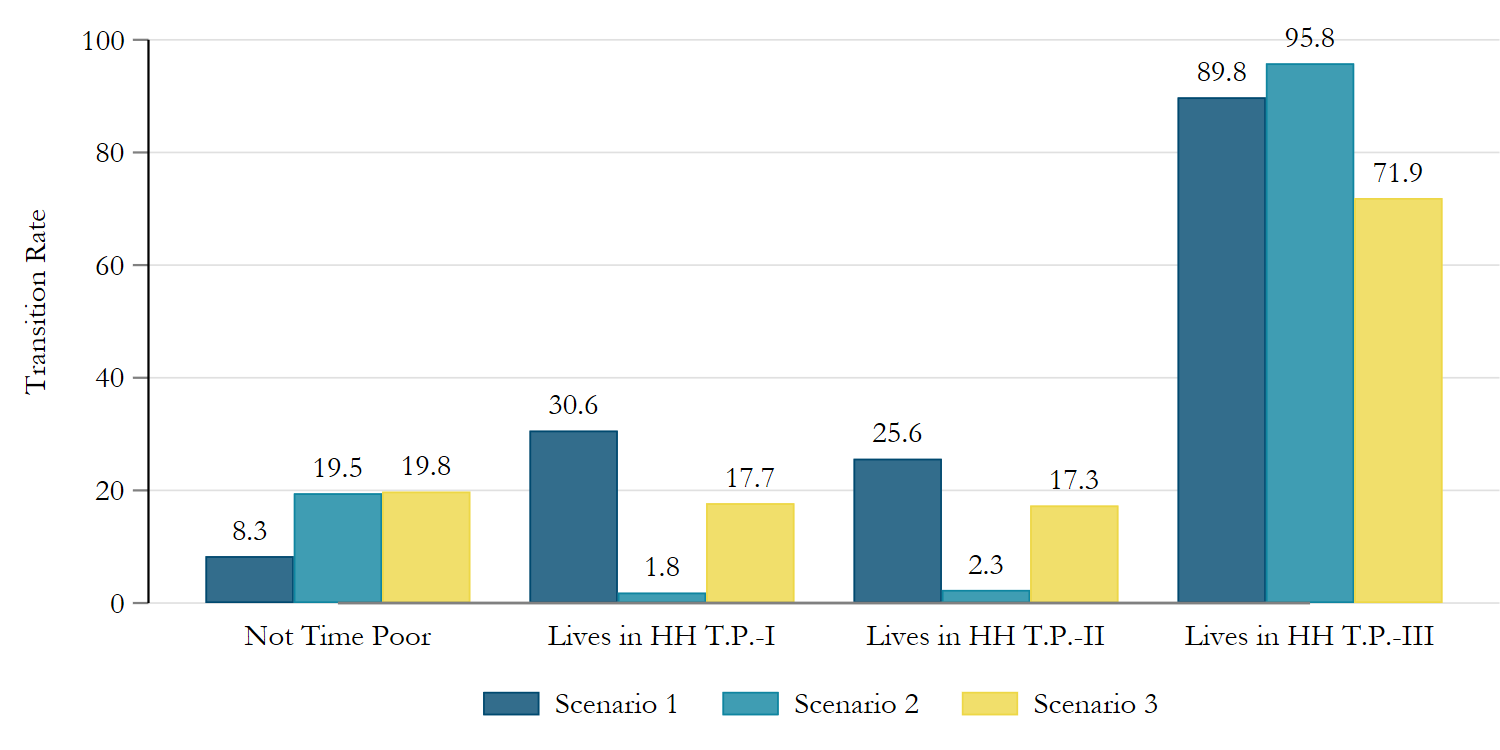 Transition Rate
100
80
60
40
20
0
8.3
19.5
19.8
30.6
1.8
17.7
25.6
2.3
17.3
89.8
95.8
71.9
Not Time Poor
Lives in HH T.P.-I
Lives in HH T.P.-II
Lives in HH T.P.-III
Scenario 1
Scenario 2
Scenario 3